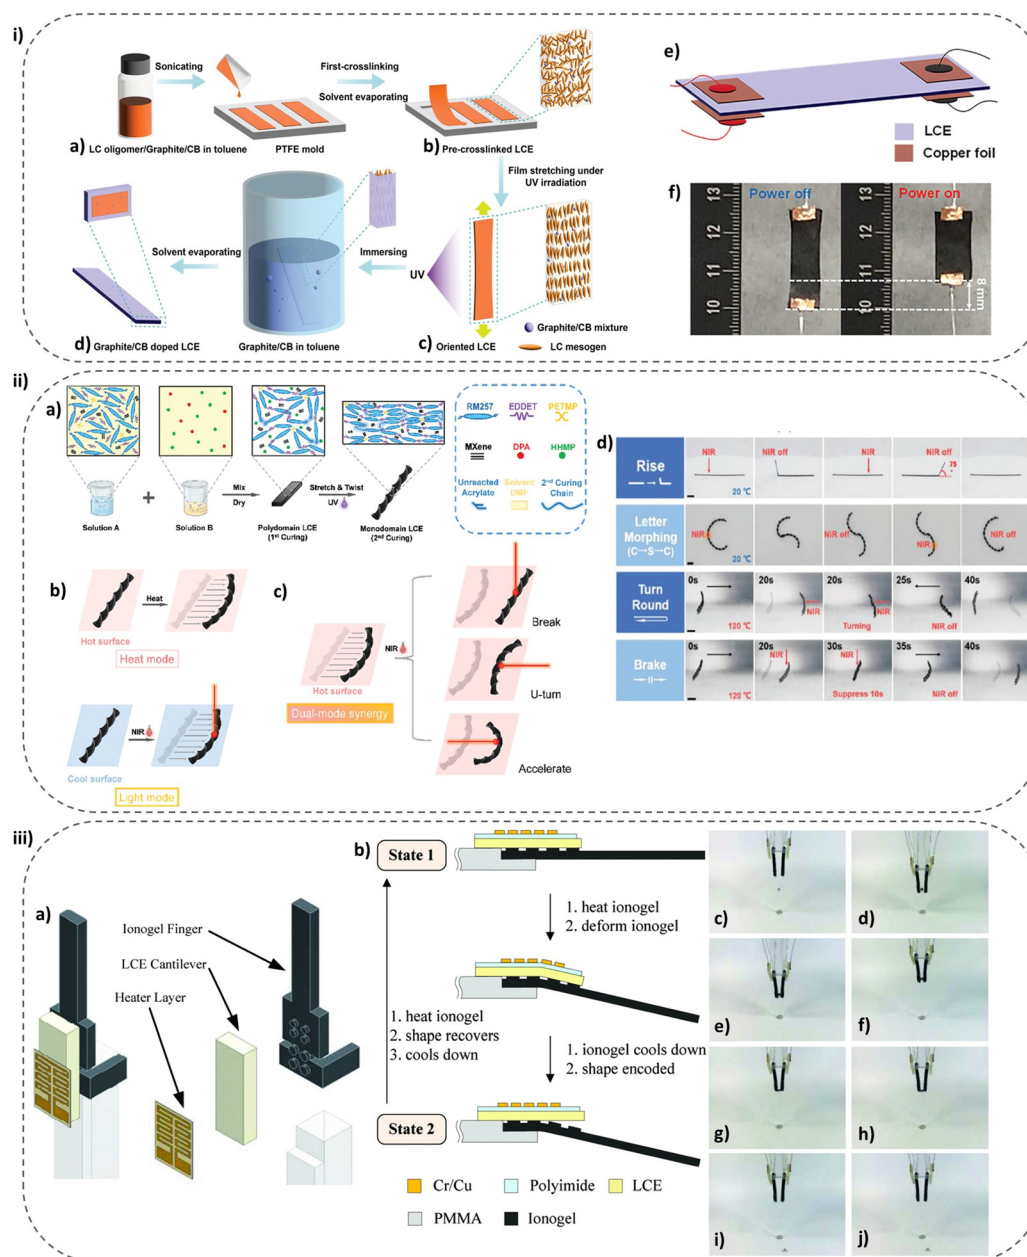 i)
Sonicating
First-crosslinking
Solvent evaporating
a)
LC oligomer/Graphite/CB in toluene
PTFE mold
b)
Pre-crosslinked LCE
Film stretching under
UV irradiation
Solvent evaporating
Immersing
UV
d)
Graphite/CB doped LCE
Graphite/CB in toluene
c)
Oriented LCE
Graphite/CB mixture
LC mesogen
e)
LCE
Copper foil
f)
13
12
11
10
Power off
13
12
11
10
Power on
8 mm
ii)
a)
Solution A
+
Solution B
Mix
Dry
Polydomain LCE
(1st Curing)
Stretch & Twist
UV
Monodomain LCE
(2nd Curing)
RM257
EDDET
PETMP
MXene
DPA
HHMP
Unreacted
Acrylate
Solvent
DMF
2nd Curing
Chain
b)
Heat
Hot surface
Heat mode
NIR
Cool surface
Light mode
c)
Hot surface
NIR
Dual-mode synergy
Break
U-turn
Accelerate
d)
Rise
NIR
20 ℃
NIR off
NIR
NIR off
75
Letter
Morphing
(C→S→C)
NIR
20 ℃
NIR off
NIR
NIR off
Turn
Round
0s
120 ℃
20s
NIR
20s
NIR
Turning
25s
NIR off
40s
Brake
0s
120 ℃
20s
NIR
30s
NIR
Suppress 10s
35s
NIR off
40s
iii)
a)
Ionogel Finger
LCE Cantilever
Heater Layer
b)
State 1
1. heat ionogel
2. deform ionogel
1. heat ionogel
2. shape recovers
3. cools down
1. ionogel cools down
2. shape encoded
State 2
Cr/Cu
Polyimide
LCE
PMMA
Ionogel
c)
d)
e)
f)
g)
h)
i)
j)